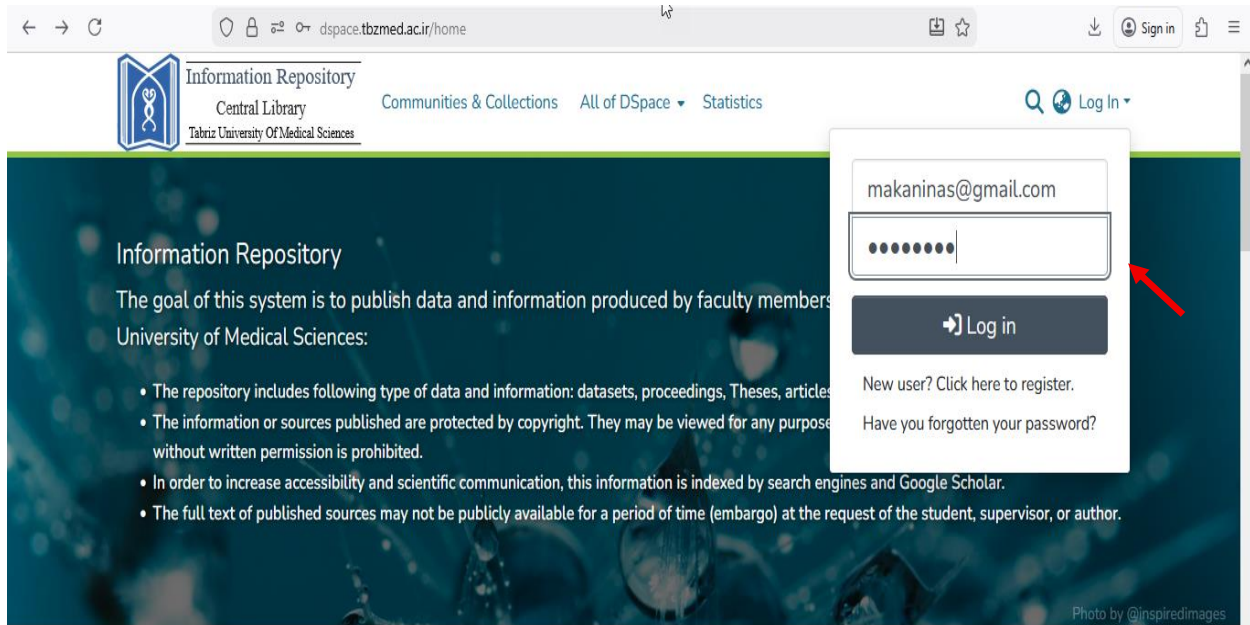 dspace.tbzmed.ac.ir/home
Sign in
Information Repository
Central Library
Tabriz University Of Medical Sciences
Communities & Collections All of DSpace Statistics
Log In
makaninas@gmail.com
••••••••
Log in
New user? Click here to register.
Have you forgotten your password?
Information Repository
The goal of this system is to publish data and information produced by faculty members
University of Medical Sciences:
• The repository includes following type of data and information: datasets, proceedings, Theses, articles
• The information or sources published are protected by copyright. They may be viewed for any purpose
without written permission is prohibited.
• In order to increase accessibility and scientific communication, this information is indexed by search engines and Google Scholar.
• The full text of published sources may not be publicly available for a period of time (embargo) at the request of the student, supervisor, or author.
Photo by @inspiredimages